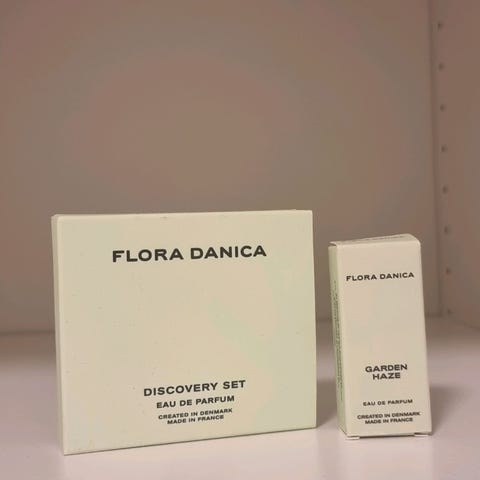 FLORA DANICA
DISCOVERY SET
EAU DE PARFUM
CREATED IN DENMARK
MADE IN FRANCE
FLORA DANICA
GARDEN
HAZE
EAU DE PARFUM
CREATED IN DENMARK
MADE IN FRANCE